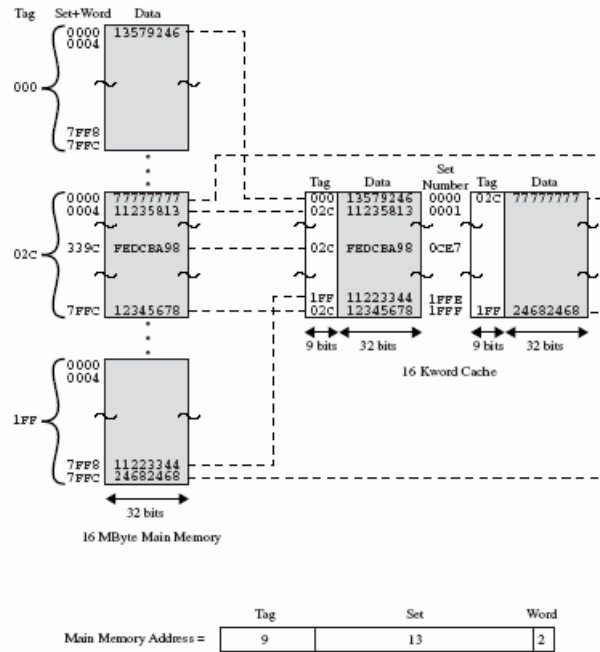 Tag Set+Word Data
0000 13579246
0004
000
7FF8
7FFC
Tag Data Set Number Tag Data
0000 77777777
0004 11235813
02C
339C FEDCBA98
7FFC 12345678
000 13579246 0000 02C 77777777
02C 11235813 0001
02C FEDCBA98 0CE7
1FF 11223344 1FFE
02C 12345678 1FFF 1FF 24682468
9 bits 32 bits 9 bits 32 bits
16 Kword Cache
0000
0004
1FF
7FF8 11223344
7FFC 24682468
32 bits
16 MByte Main Memory
Tag Set Word
Main Memory Address = 9 13 2